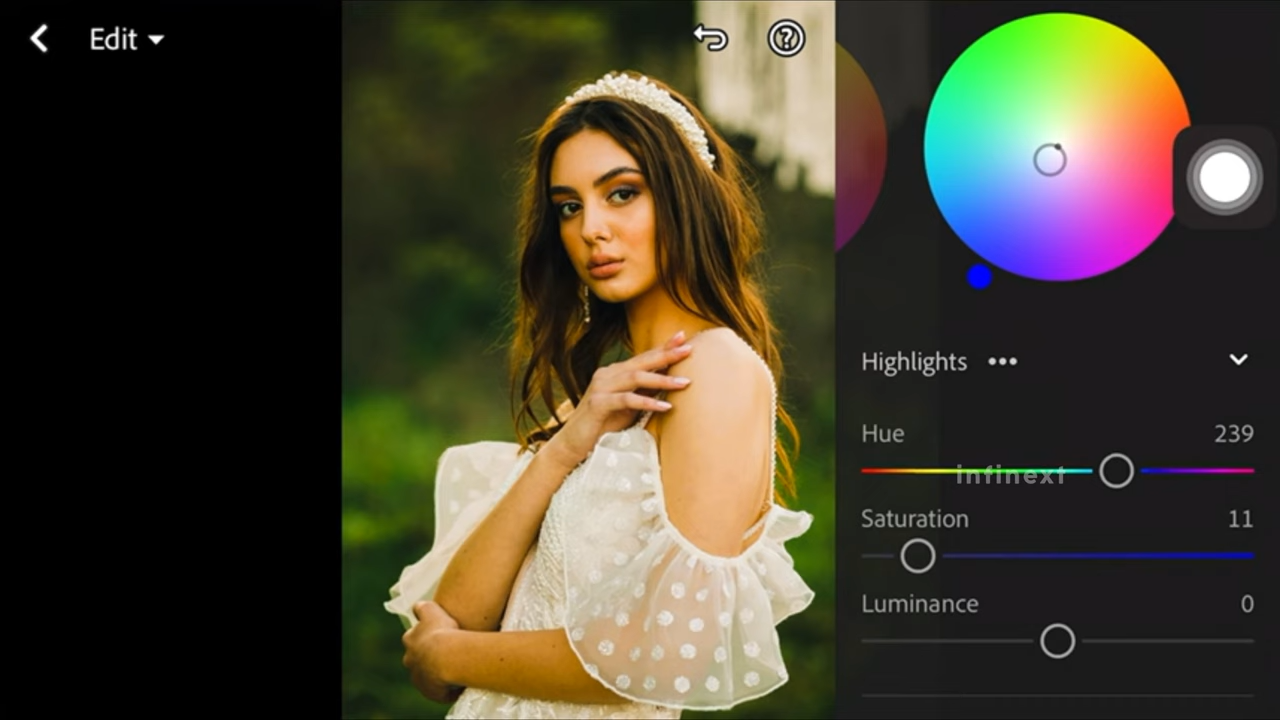 Edit
Highlights
Hue 239
infinext
Saturation 11
Luminance 0